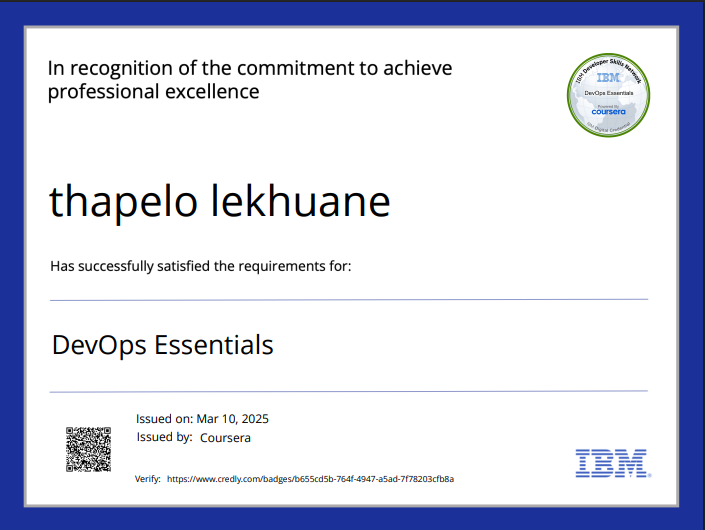 In recognition of the commitment to achieve
professional excellence
IBM Developer Skills Network
IBM
DevOps Essentials
Powered By
coursera
IBM Digital Credential
thapelo lekhuane
Has successfully satisfied the requirements for:
DevOps Essentials
Issued on: Mar 10, 2025
Issued by: Coursera
Verify: https://www.credly.com/badges/b655cd5b-764f-4947-a5ad-7f78203cfb8a
IBM®